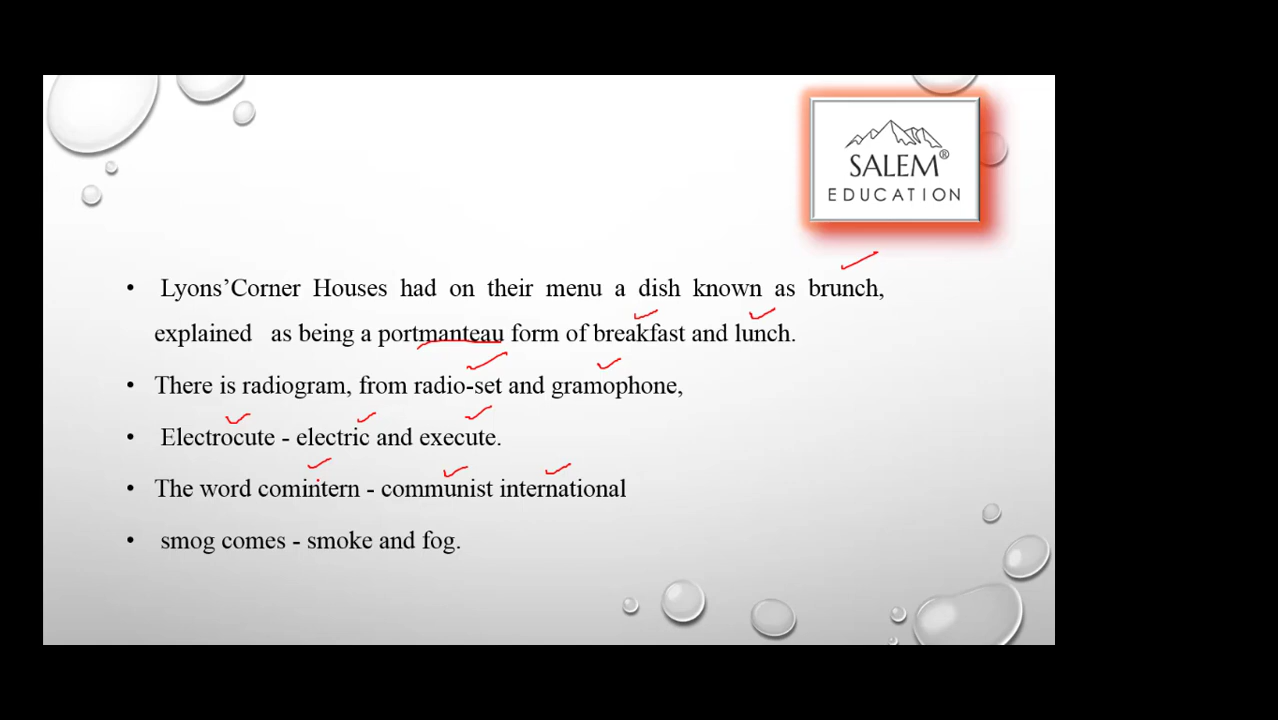 SALEM®
EDUCATION
• Lyons’Corner Houses had on their menu a dish known as brunch,
explained as being a portmanteau form of breakfast and lunch.
• There is radiogram, from radio-set and gramophone,
• Electrocute - electric and execute.
• The word comintern - communist international
• smog comes - smoke and fog.